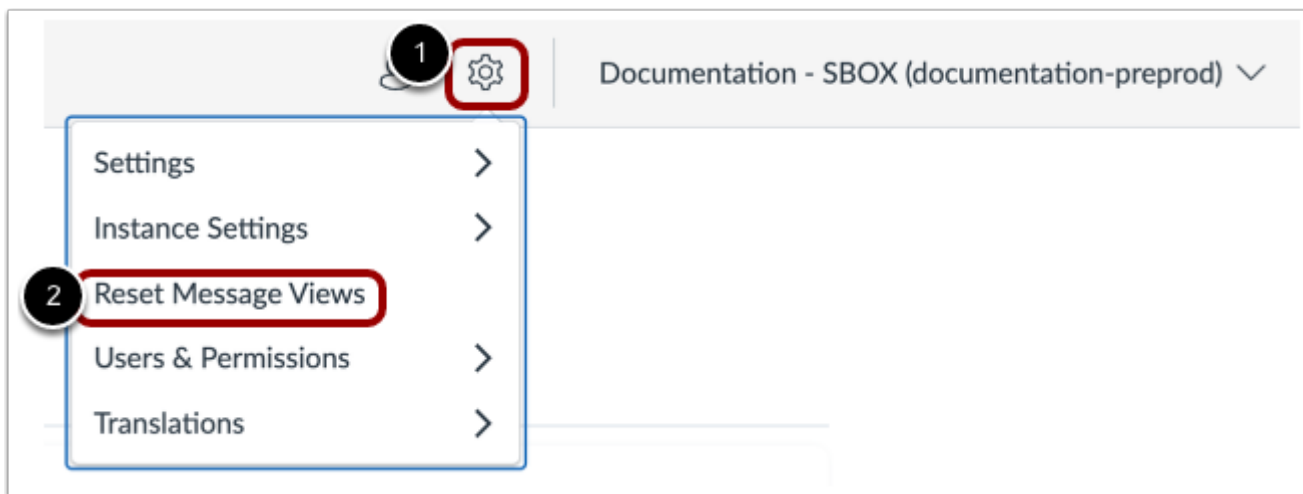 1
Documentation - SBOX (documentation-preprod)
Settings
Instance Settings
2 Reset Message Views
Users & Permissions
Translations